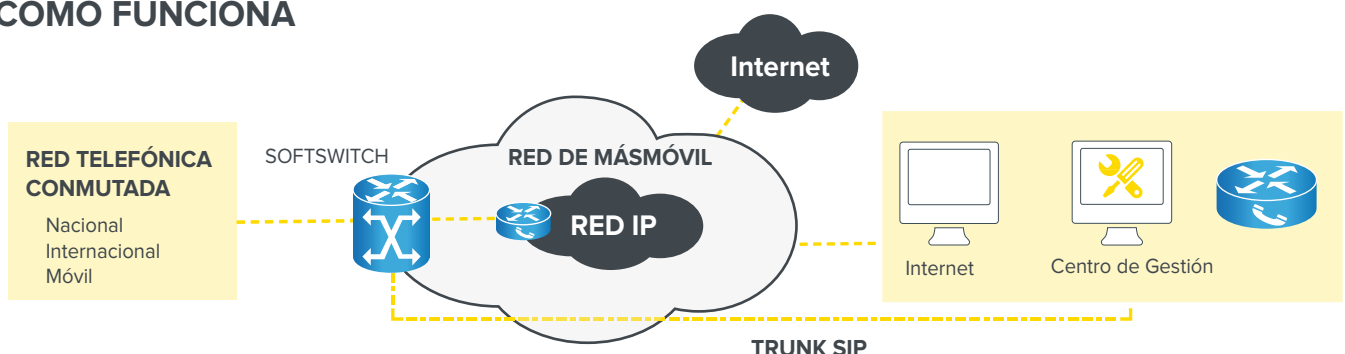 COMO FUNCIONA
Internet
RED TELEFÓNICA
CONMUTADA
Nacional
Internacional
Móvil
SOFTSWITCH
RED DE MÁSMÓVIL
RED IP
Internet
Centro de Gestión
TRUNK SIP